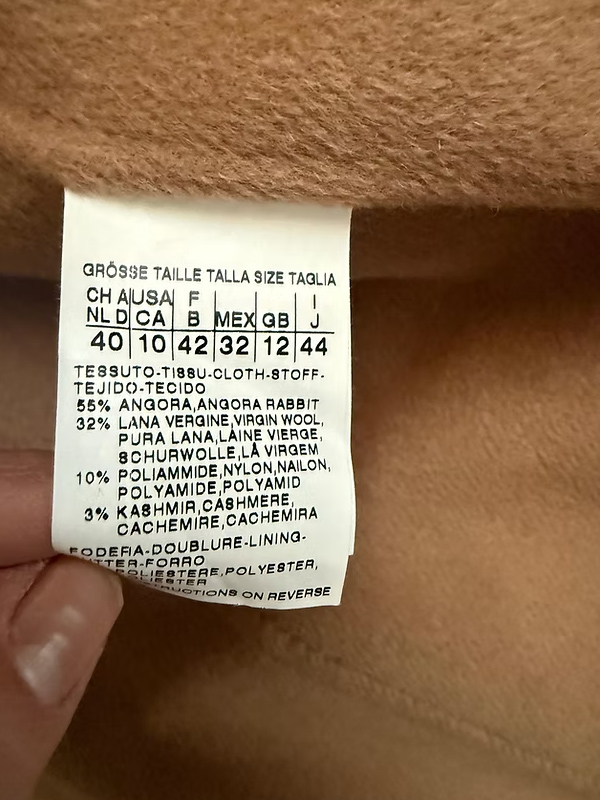 GRÖSSE TAILLE TALLA SIZE TAGLIA
CH A USA F I
NL D CA B MEX GB J
40 10 42 32 12 44
TESSUTO-TISSU-CLOTH-STOFF-
TEJIDO-TECIDO
55% ANGORA,ANGORA RABBIT
32% LANA VERGINE,VIRGIN WOOL,
PURA LANA,LAINE VIERGE,
SCHURWOLLE,LÅ VIRGEM
10% POLIAMMIDE,NYLON,NAILON,
POLYAMIDE,POLYAMID
3% KASHMIR,CASHMERE,
CACHEMIRE,CACHEMIRA
FODEFIA-DOUBLURE-LINING-
FORRO
POLIESTERE,POLYESTER,
ON REVERSE